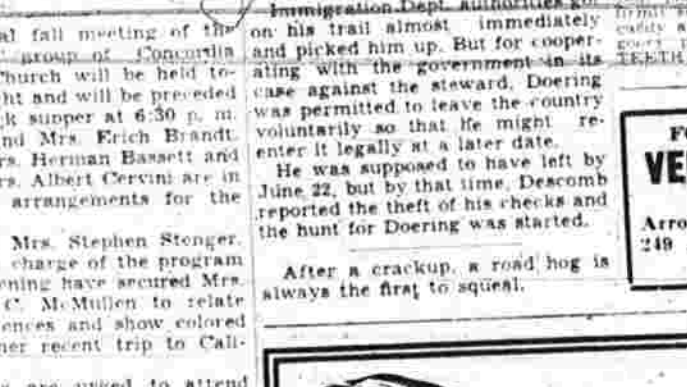 al fall meeting of the
group of Concordia
Church will be held to-
ht and will be preceded
ck supper at 6:30 p. m.
and Mrs. Erich Brandt,
rs. Herman Bassett and
rs. Albert Cervini are in
arrangements for the
Mrs. Stephen Stenger,
charge of the program
ening have secured Mrs.
C. McMullen to relate
ences and show colored
her recent trip to Cali-
are urged to attend
Immigration Dept. authorities got
on his trail almost immediately
and picked him up. But for cooper-
ating with the government in its
case against the steward, Doering
was permitted to leave the country
voluntarily so that he might re-
enter it legally at a later date.
He was supposed to have left by
June 22, but by that time, Descomb
reported the theft of his checks and
the hunt for Doering was started.
After a crackup, a road hog is
always the first to squeal.
TEETH
F
VE
Arro
249